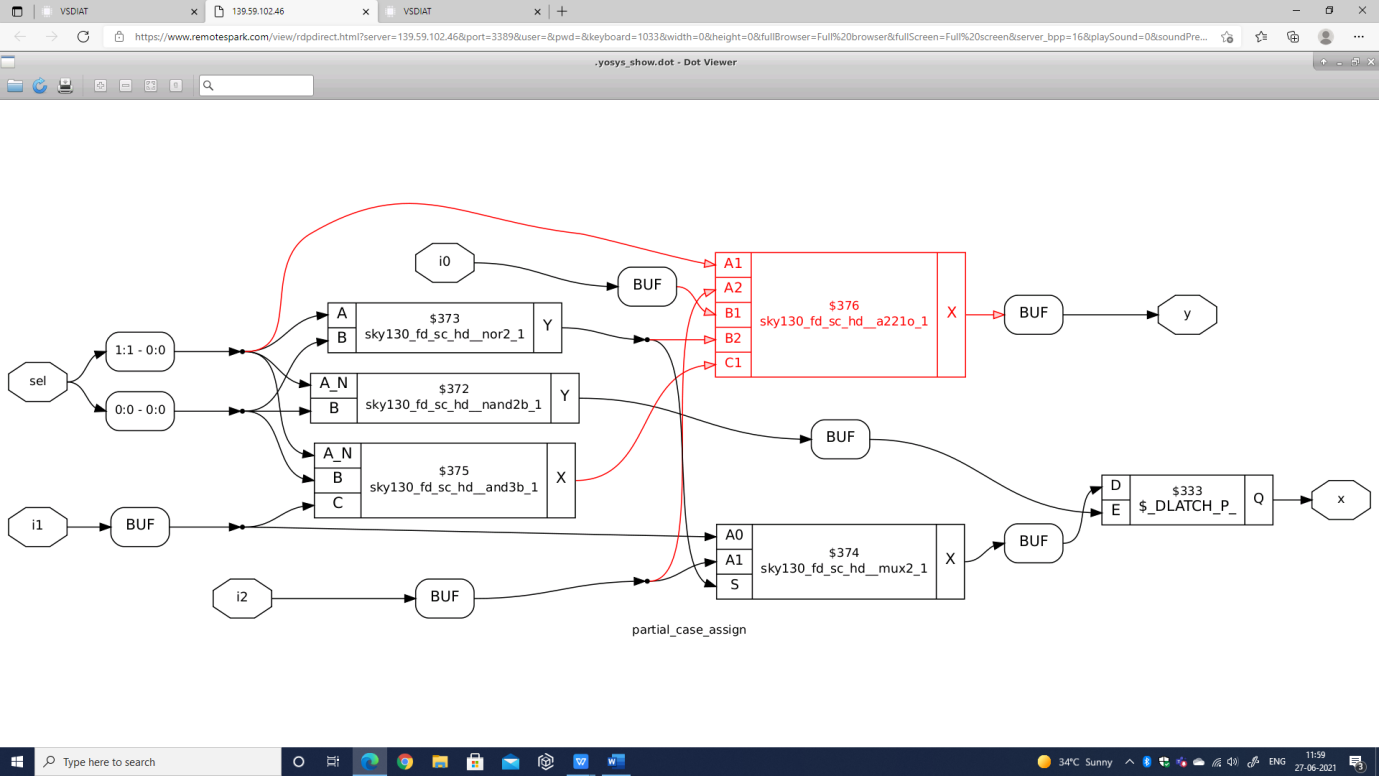 VSDIAT
139.59.102.46
VSDIAT
https://www.remotespark.com/view/rdpdirect.html?server=139.59.102.46&port=3389&user=&pwd=&keyboard=1033&width=0&height=0&fullBrowser=Full%20browser&fullScreen=Full%20screen&server_bpp=16&playSound=0&soundPre...
.yosys_show.dot - Dot Viewer
i0
BUF
A1
A2
B1
B2
C1
$376
sky130_fd_sc_hd__a221o_1
X
BUF
y
sel
1:1 - 0:0
0:0 - 0:0
A
B
$373
sky130_fd_sc_hd__nor2_1
Y
A_N
B
$372
sky130_fd_sc_hd__nand2b_1
Y
BUF
A_N
B
C
$375
sky130_fd_sc_hd__and3b_1
X
D
E
$333
$_DLATCH_P_
Q
x
i1
BUF
A0
A1
S
$374
sky130_fd_sc_hd__mux2_1
X
BUF
i2
BUF
partial_case_assign
Type here to search
34°C Sunny
ENG
11:59
27-06-2021
3